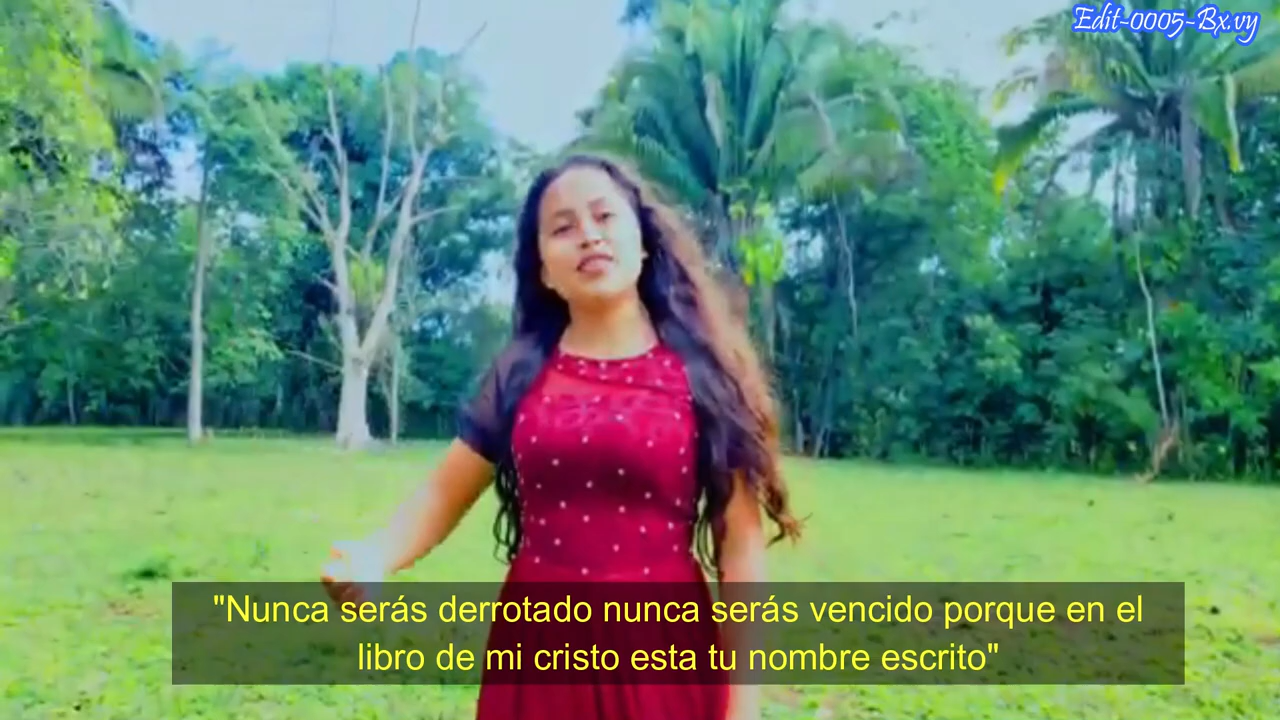 Edit-0005-Bx.vy
"Nunca serás derrotado nunca serás vencido porque en el
libro de mi cristo esta tu nombre escrito"